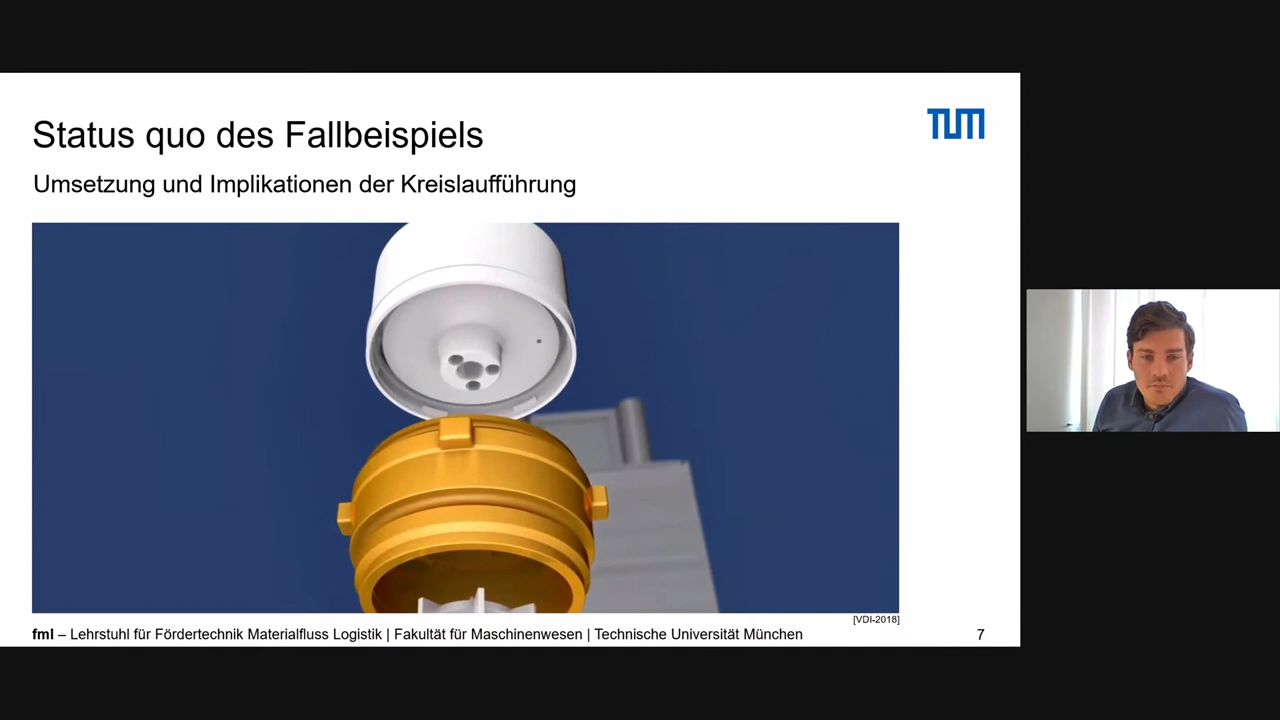 Status quo des Fallbeispiels
TUM
Umsetzung und Implikationen der Kreislaufführung
[VDI-2018]
fml – Lehrstuhl für Fördertechnik Materialfluss Logistik | Fakultät für Maschinenwesen | Technische Universität München
7